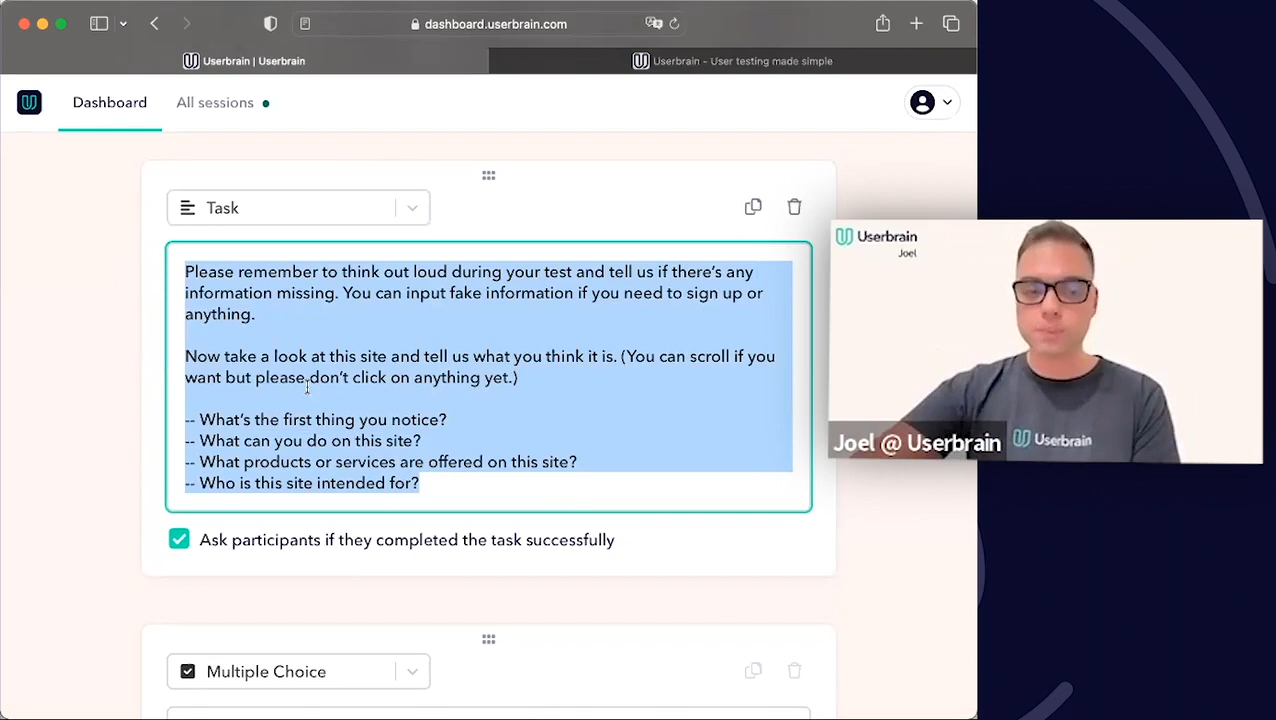 dashboard.userbrain.com
Userbrain | Userbrain
Userbrain – User testing made simple
Dashboard
All sessions
Task
Please remember to think out loud during your test and tell us if there’s any
information missing. You can input fake information if you need to sign up or
anything.
Now take a look at this site and tell us what you think it is. (You can scroll if you
want but please don’t click on anything yet.)
-- What’s the first thing you notice?
-- What can you do on this site?
-- What products or services are offered on this site?
-- Who is this site intended for?
Ask participants if they completed the task successfully
Multiple Choice
Userbrain
Joel
Userbrain
Joel @ Userbrain